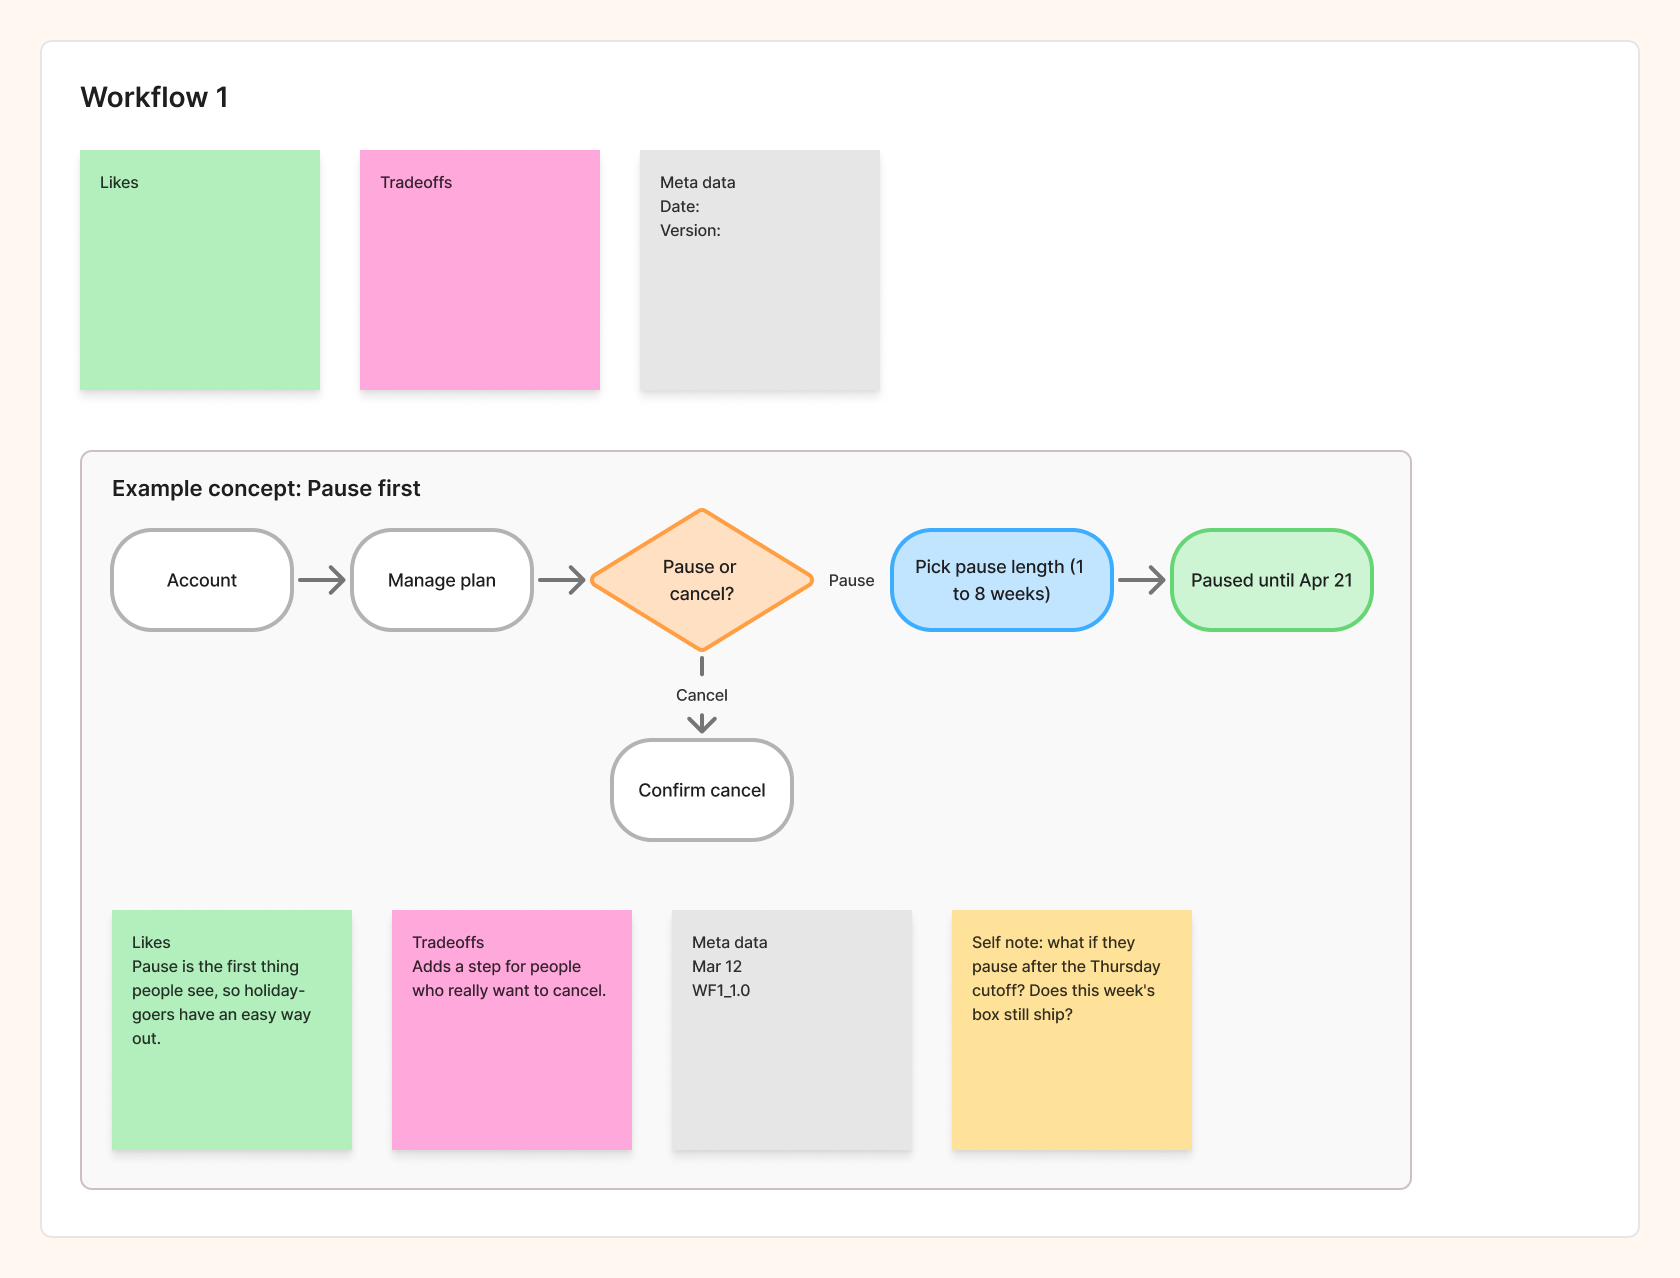 Workflow 1
Likes
Tradeoffs
Meta data
Date:
Version:
Example concept: Pause first
Account
Manage plan
Pause or
cancel?
Pause
Pick pause length (1
to 8 weeks)
Paused until Apr 21
Cancel
Confirm cancel
Likes
Pause is the first thing
people see, so holiday-
goers have an easy way
out.
Tradeoffs
Adds a step for people
who really want to cancel.
Meta data
Mar 12
WF1_1.0
Self note: what if they
pause after the Thursday
cutoff? Does this week's
box still ship?